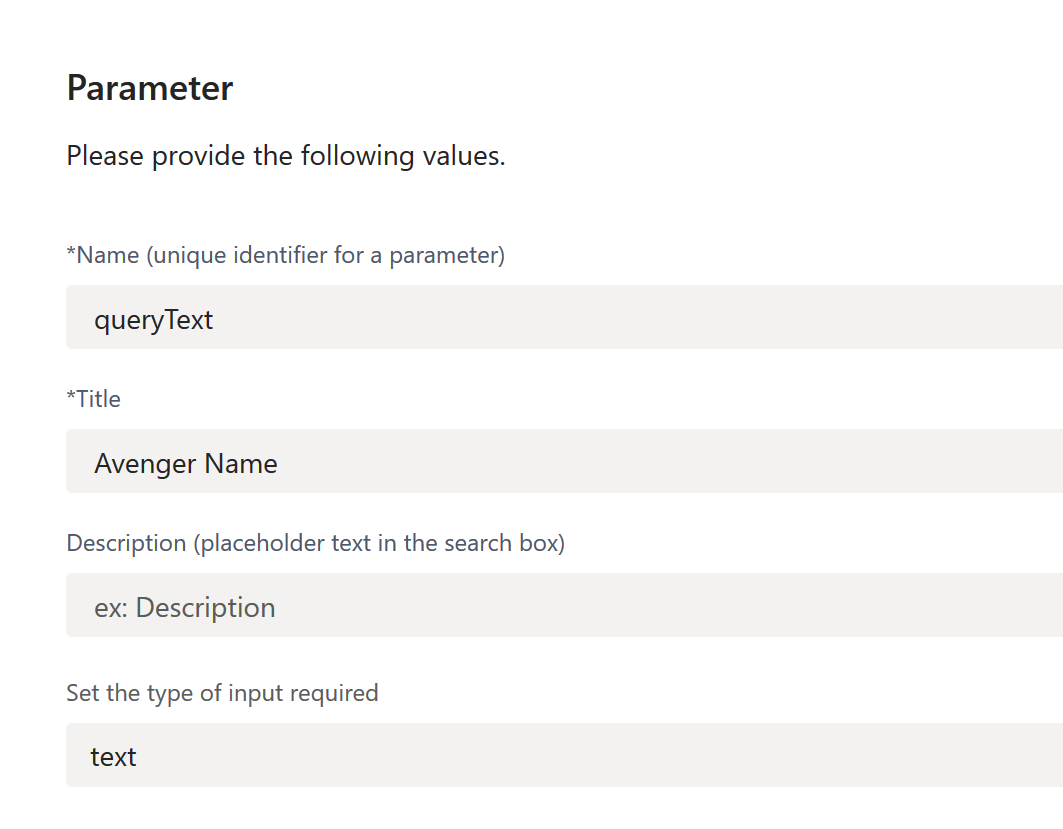 Parameter
Please provide the following values.
*Name (unique identifier for a parameter)
queryText
*Title
Avenger Name
Description (placeholder text in the search box)
ex: Description
Set the type of input required
text